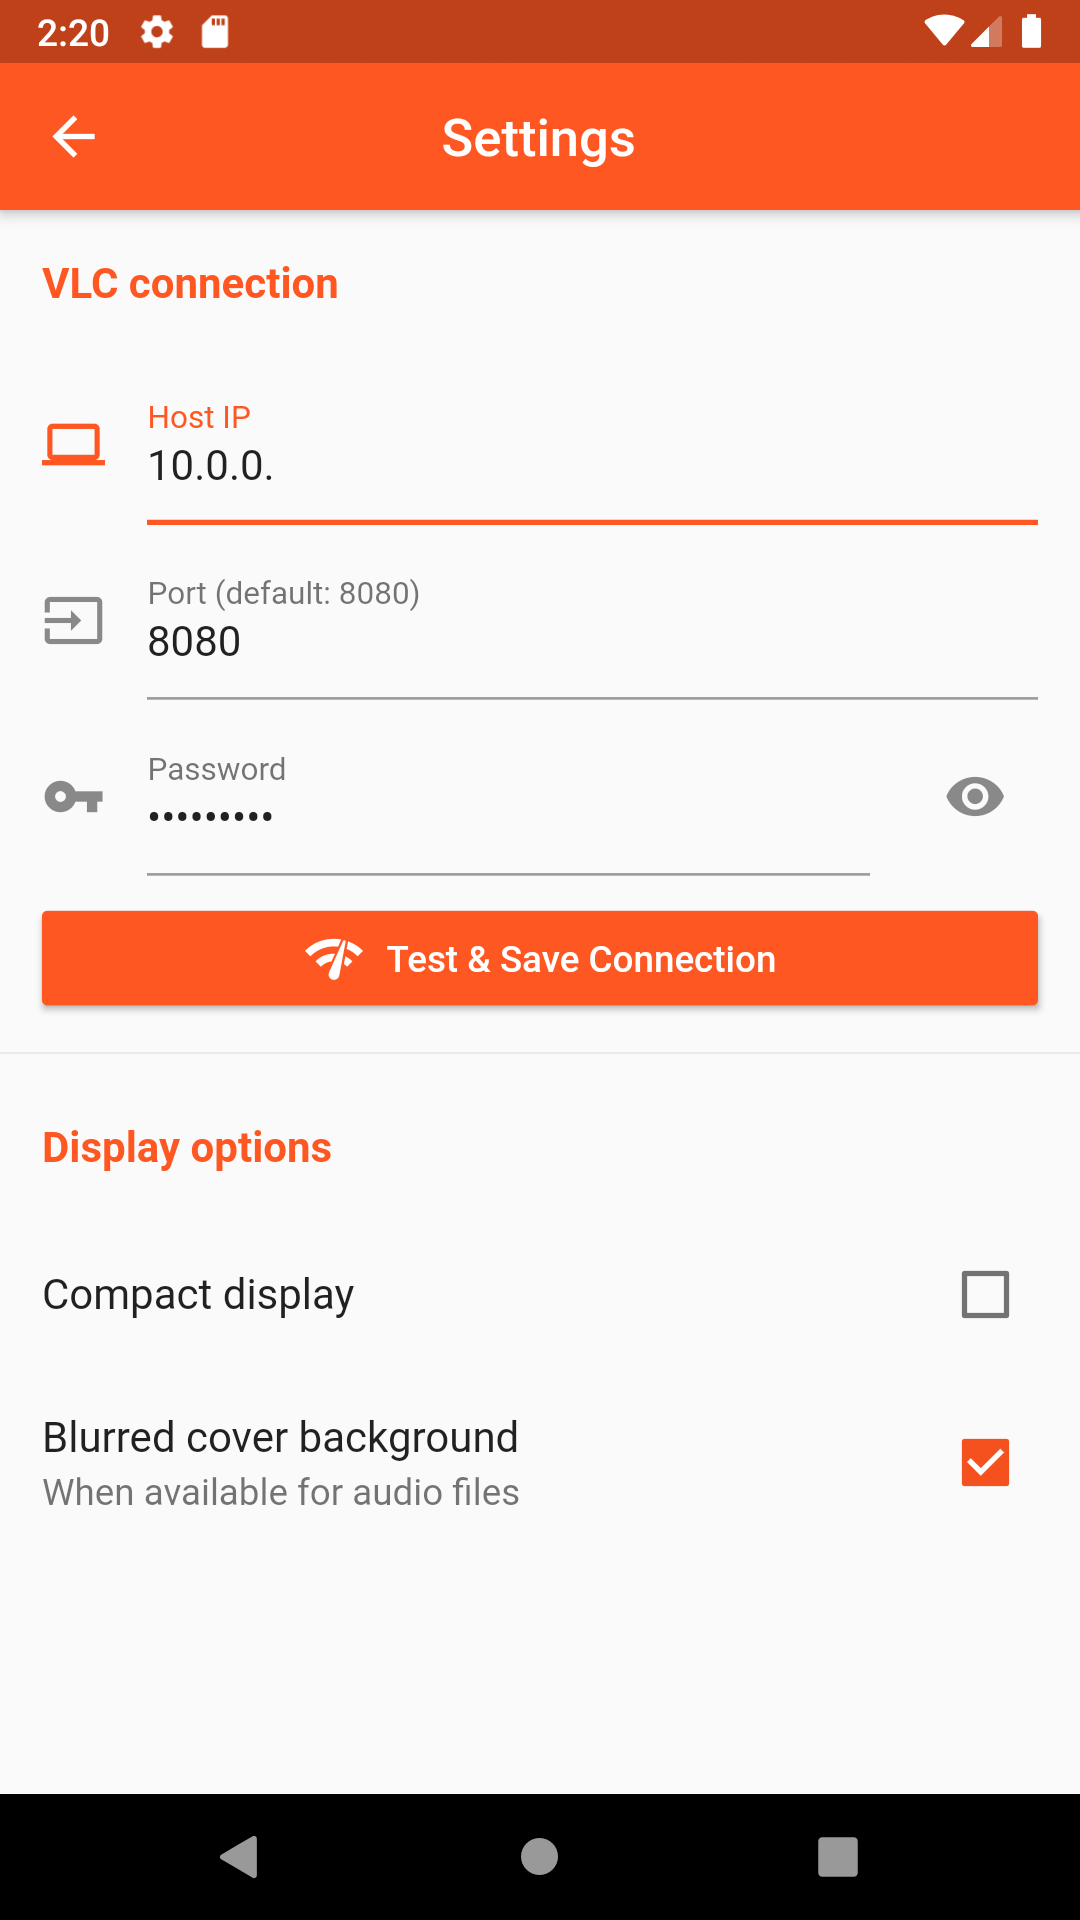 2:20
Settings
VLC connection
Host IP
10.0.0.
Port (default: 8080)
8080
Password
•••••••••
Test & Save Connection
Display options
Compact display
Blurred cover background
When available for audio files